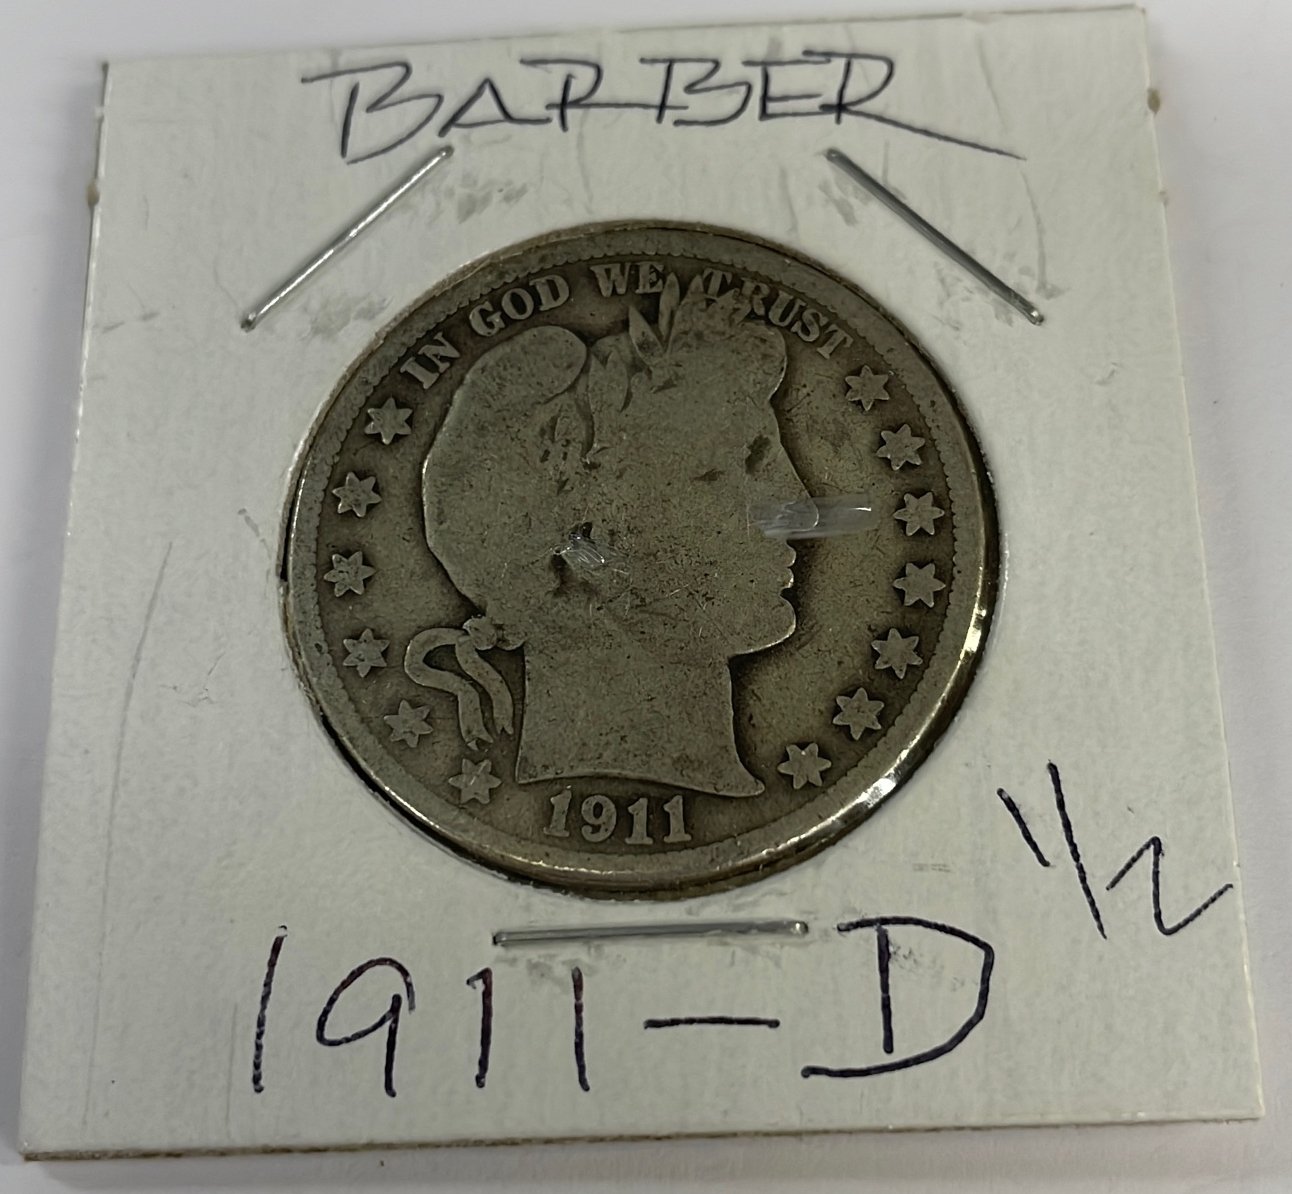 BARBER
IN GOD WE TRUST
1911
1/2
1911-D